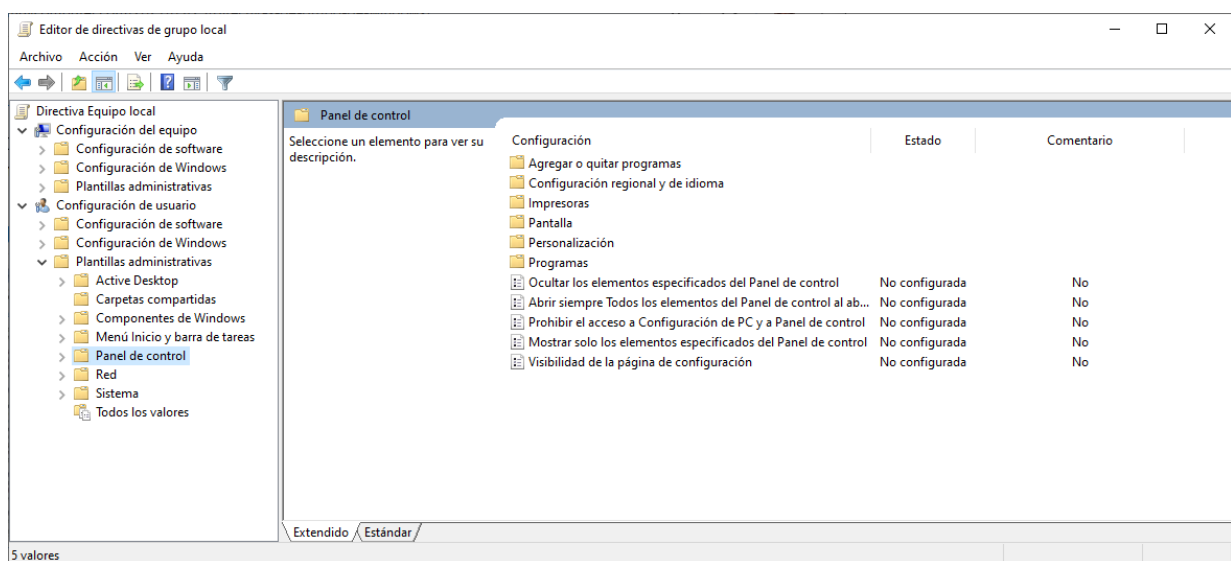 Editor de directivas de grupo local
Archivo Acción Ver Ayuda
Directiva Equipo local
Configuración del equipo
Configuración de software
Configuración de Windows
Plantillas administrativas
Configuración de usuario
Configuración de software
Configuración de Windows
Plantillas administrativas
Active Desktop
Carpetas compartidas
Componentes de Windows
Menú Inicio y barra de tareas
Panel de control
Red
Sistema
Todos los valores
Panel de control
Seleccione un elemento para ver su
descripción.
Configuración Estado Comentario
Agregar o quitar programas
Configuración regional y de idioma
Impresoras
Pantalla
Personalización
Programas
Ocultar los elementos especificados del Panel de control No configurada No
Abrir siempre Todos los elementos del Panel de control al ab... No configurada No
Prohibir el acceso a Configuración de PC y a Panel de control No configurada No
Mostrar solo los elementos especificados del Panel de control No configurada No
Visibilidad de la página de configuración No configurada No
Extendido Estándar
5 valores